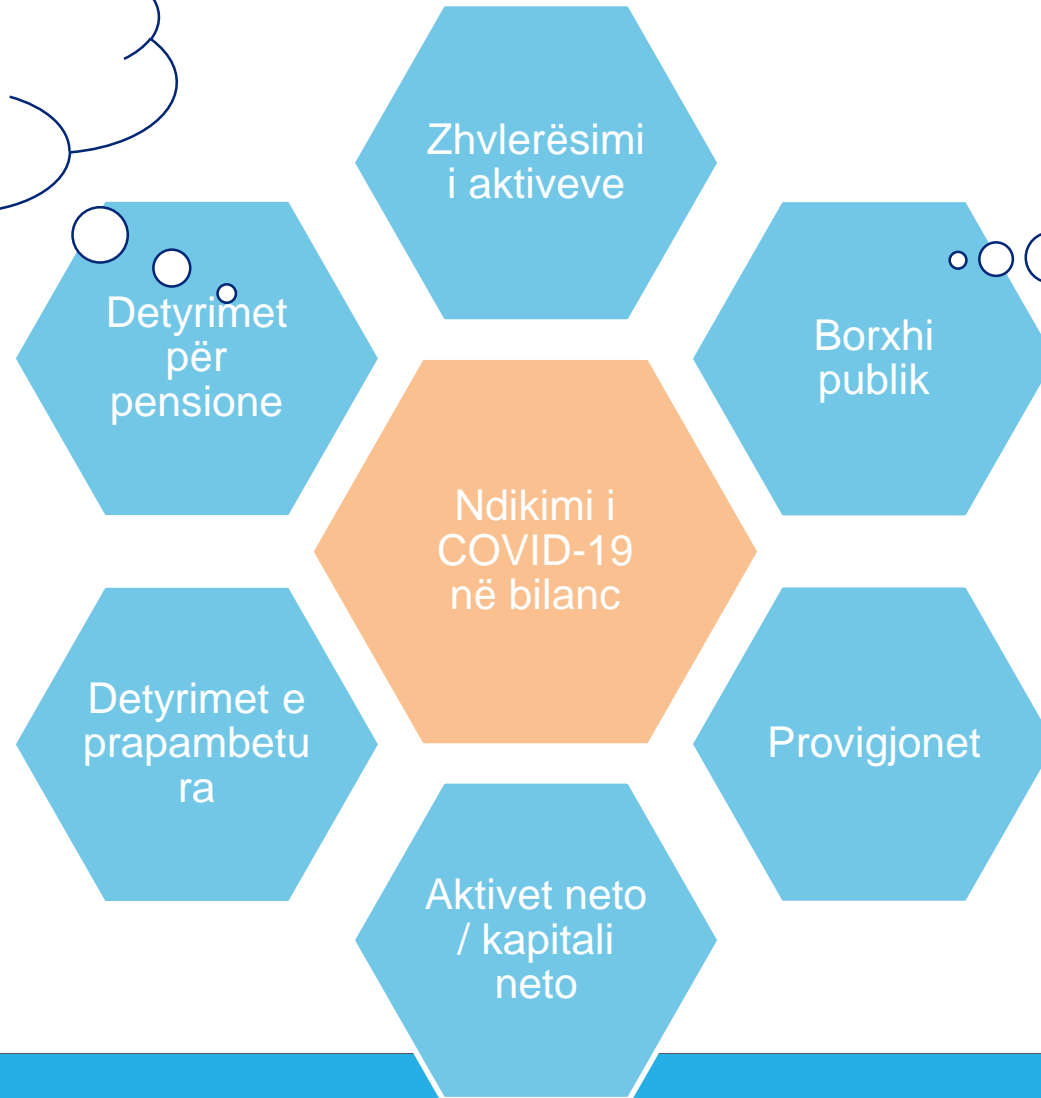 Zhvlerësimi
i aktiveve
Detyrimet
për
pensione
Borxhi
publik
Ndikimi i
COVID-19
në bilanc
Detyrimet e
prapambetu
ra
Provigjonet
Aktivet neto
/ kapitali
neto